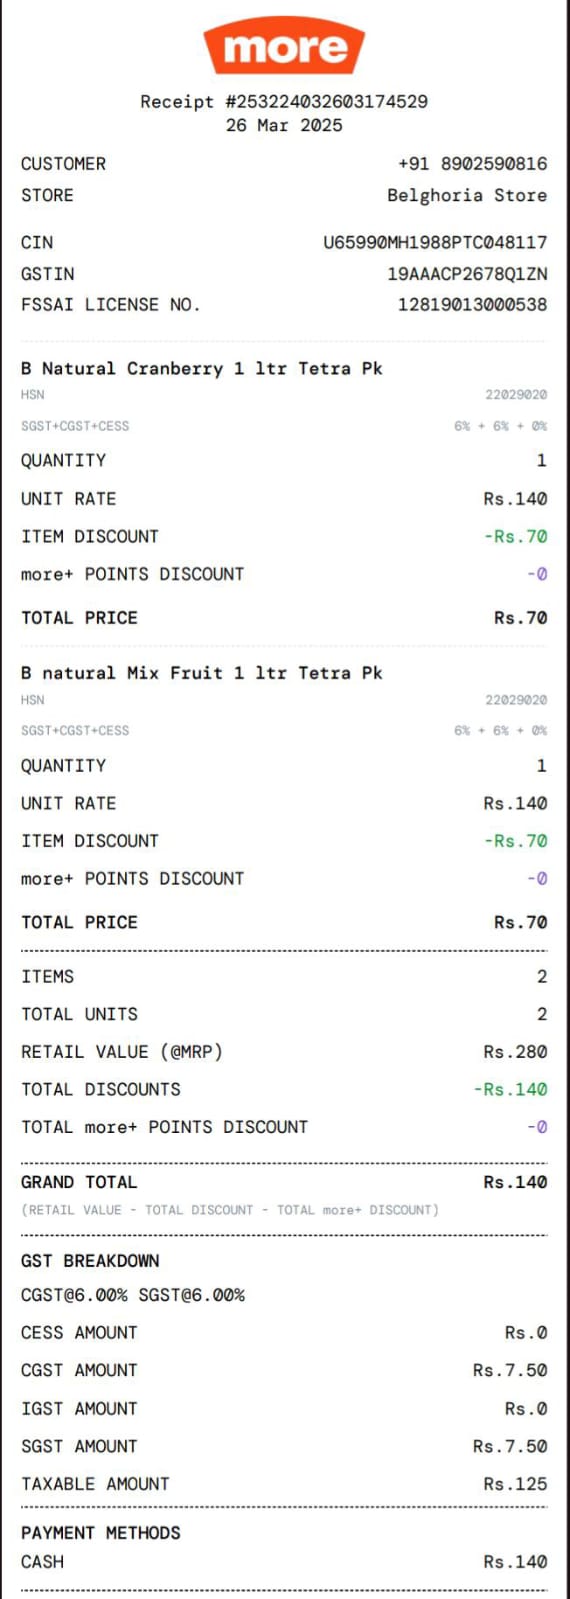 more
Receipt #253224032603174529
26 Mar 2025
CUSTOMER +91 8902590816
STORE Belghoria Store
CIN U65990MH1988PTC048117
GSTIN 19AAACP2678Q1ZN
FSSAI LICENSE NO. 12819013000538
B Natural Cranberry 1 ltr Tetra Pk
HSN 22029020
SGST+CGST+CESS 6% + 6% + 0%
QUANTITY 1
UNIT RATE Rs.140
ITEM DISCOUNT -Rs.70
more+ POINTS DISCOUNT -0
TOTAL PRICE Rs.70
B natural Mix Fruit 1 ltr Tetra Pk
HSN 22029020
SGST+CGST+CESS 6% + 6% + 0%
QUANTITY 1
UNIT RATE Rs.140
ITEM DISCOUNT -Rs.70
more+ POINTS DISCOUNT -0
TOTAL PRICE Rs.70
ITEMS 2
TOTAL UNITS 2
RETAIL VALUE (@MRP) Rs.280
TOTAL DISCOUNTS -Rs.140
TOTAL more+ POINTS DISCOUNT -0
GRAND TOTAL Rs.140
(RETAIL VALUE - TOTAL DISCOUNT - TOTAL more+ DISCOUNT)
GST BREAKDOWN
CGST@6.00% SGST@6.00%
CESS AMOUNT Rs.0
CGST AMOUNT Rs.7.50
IGST AMOUNT Rs.0
SGST AMOUNT Rs.7.50
TAXABLE AMOUNT Rs.125
PAYMENT METHODS
CASH Rs.140